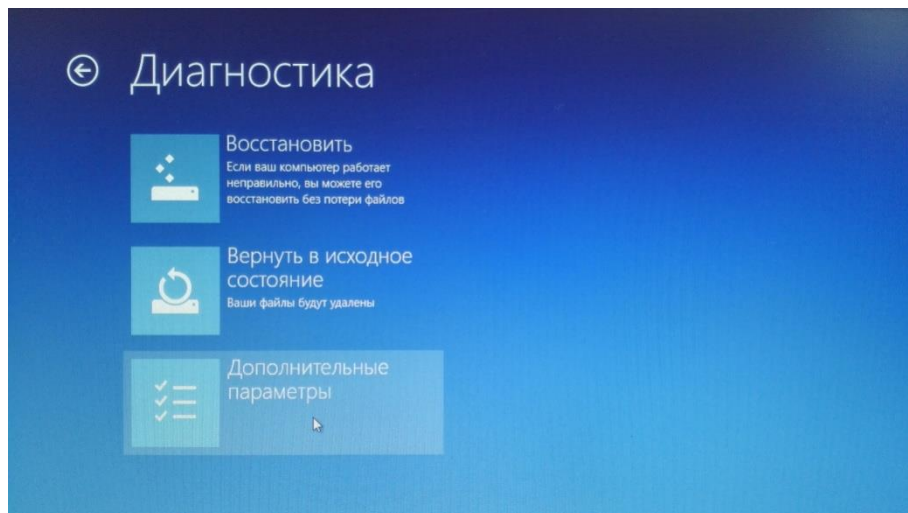 Диагностика
Восстановить
Если ваш компьютер работает
неправильно, вы можете его
восстановить без потери файлов
Вернуть в исходное
состояние
Ваши файлы будут удалены
Дополнительные
параметры